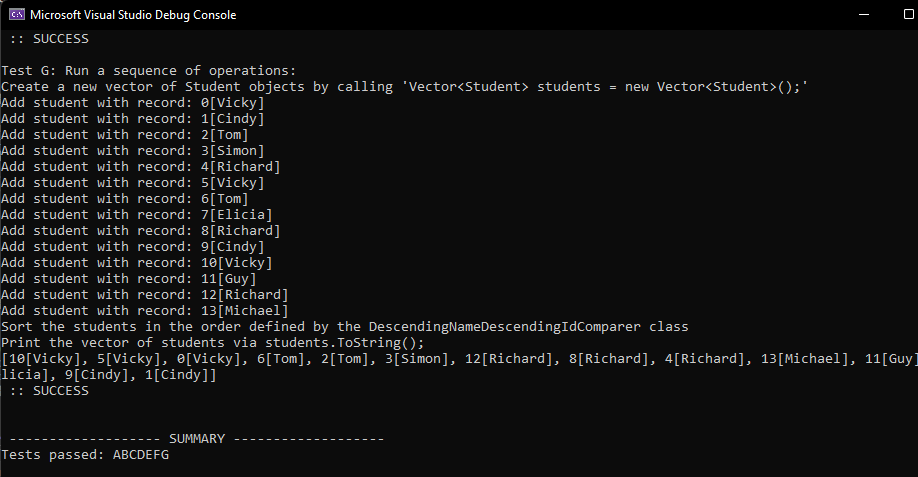 Microsoft Visual Studio Debug Console
:: SUCCESS
Test G: Run a sequence of operations:
Create a new vector of Student objects by calling 'Vector<Student> students = new Vector<Student>();'
Add student with record: 0[Vicky]
Add student with record: 1[Cindy]
Add student with record: 2[Tom]
Add student with record: 3[Simon]
Add student with record: 4[Richard]
Add student with record: 5[Vicky]
Add student with record: 6[Tom]
Add student with record: 7[Elicia]
Add student with record: 8[Richard]
Add student with record: 9[Cindy]
Add student with record: 10[Vicky]
Add student with record: 11[Guy]
Add student with record: 12[Richard]
Add student with record: 13[Michael]
Sort the students in the order defined by the DescendingNameDescendingIdComparer class
Print the vector of students via students.ToString();
[10[Vicky], 5[Vicky], 0[Vicky], 6[Tom], 2[Tom], 3[Simon], 12[Richard], 8[Richard], 4[Richard], 13[Michael], 11[Guy]
licia], 9[Cindy], 1[Cindy]]
:: SUCCESS
------------------- SUMMARY -------------------
Tests passed: ABCDEFG